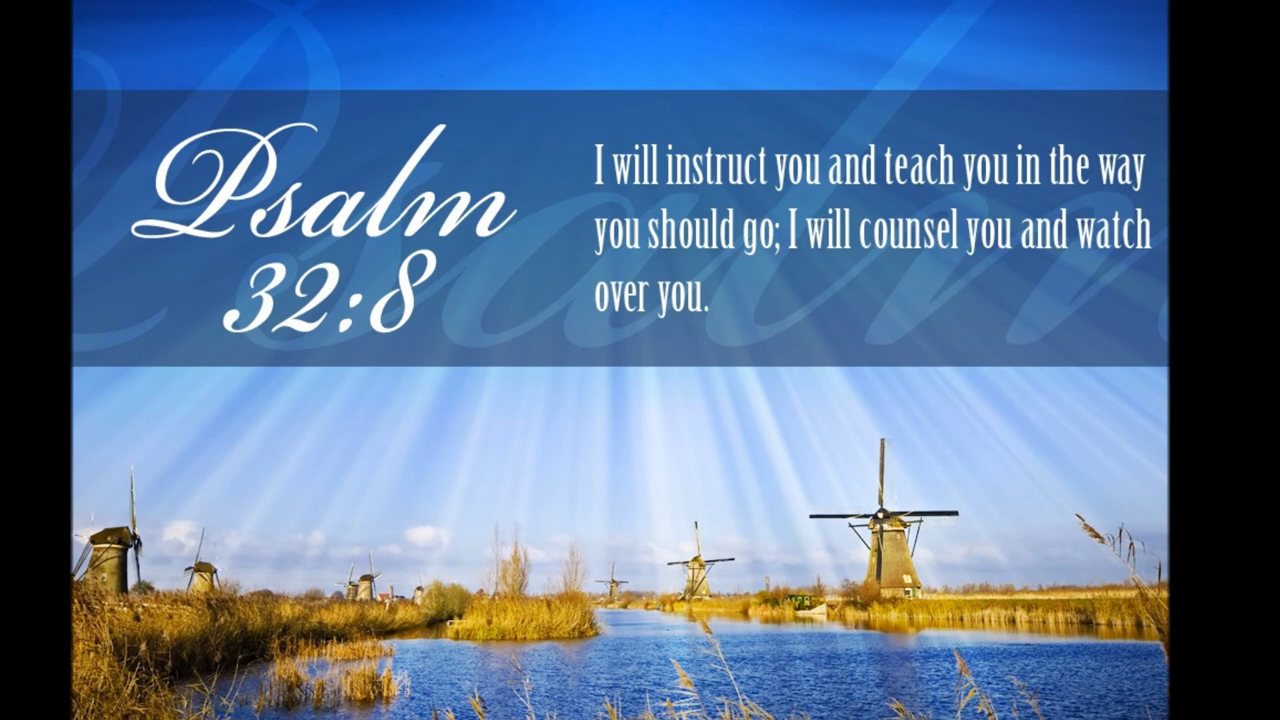 Psalm
32:8
I will instruct you and teach you in the way
you should go; I will counsel you and watch
over you.